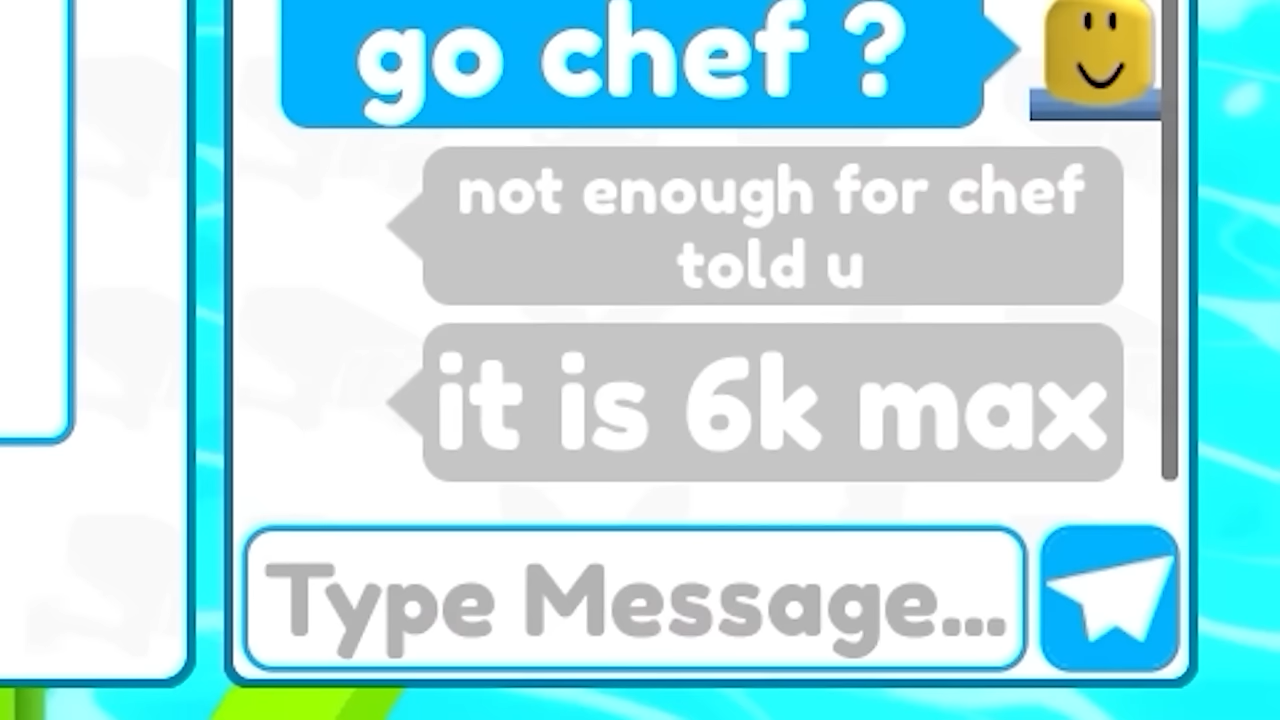 go chef ?
not enough for chef
told u
it is 6k max
Type Message...